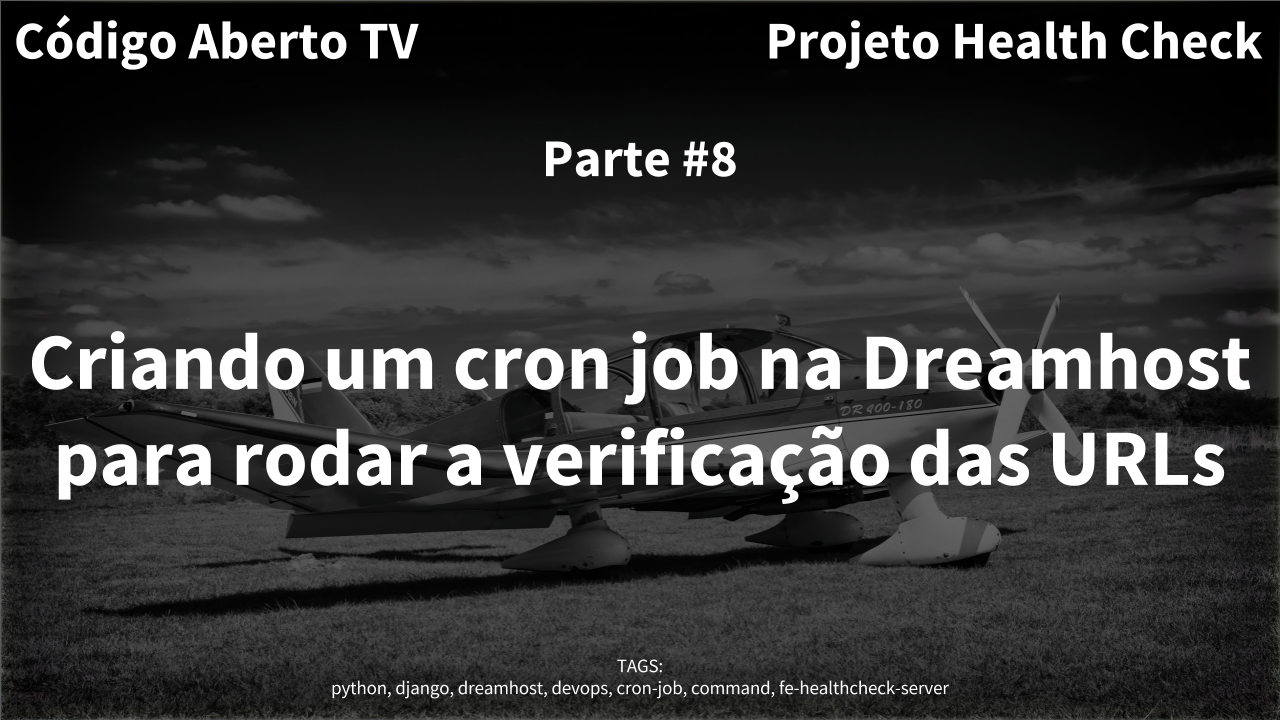 Código Aberto TV
Projeto Health Check
Parte #8
Criando um cron job na Dreamhost
para rodar a verificação das URLs
DR 400-180
TAGS:
python, django, dreamhost, devops, cron-job, command, fe-healthcheck-server